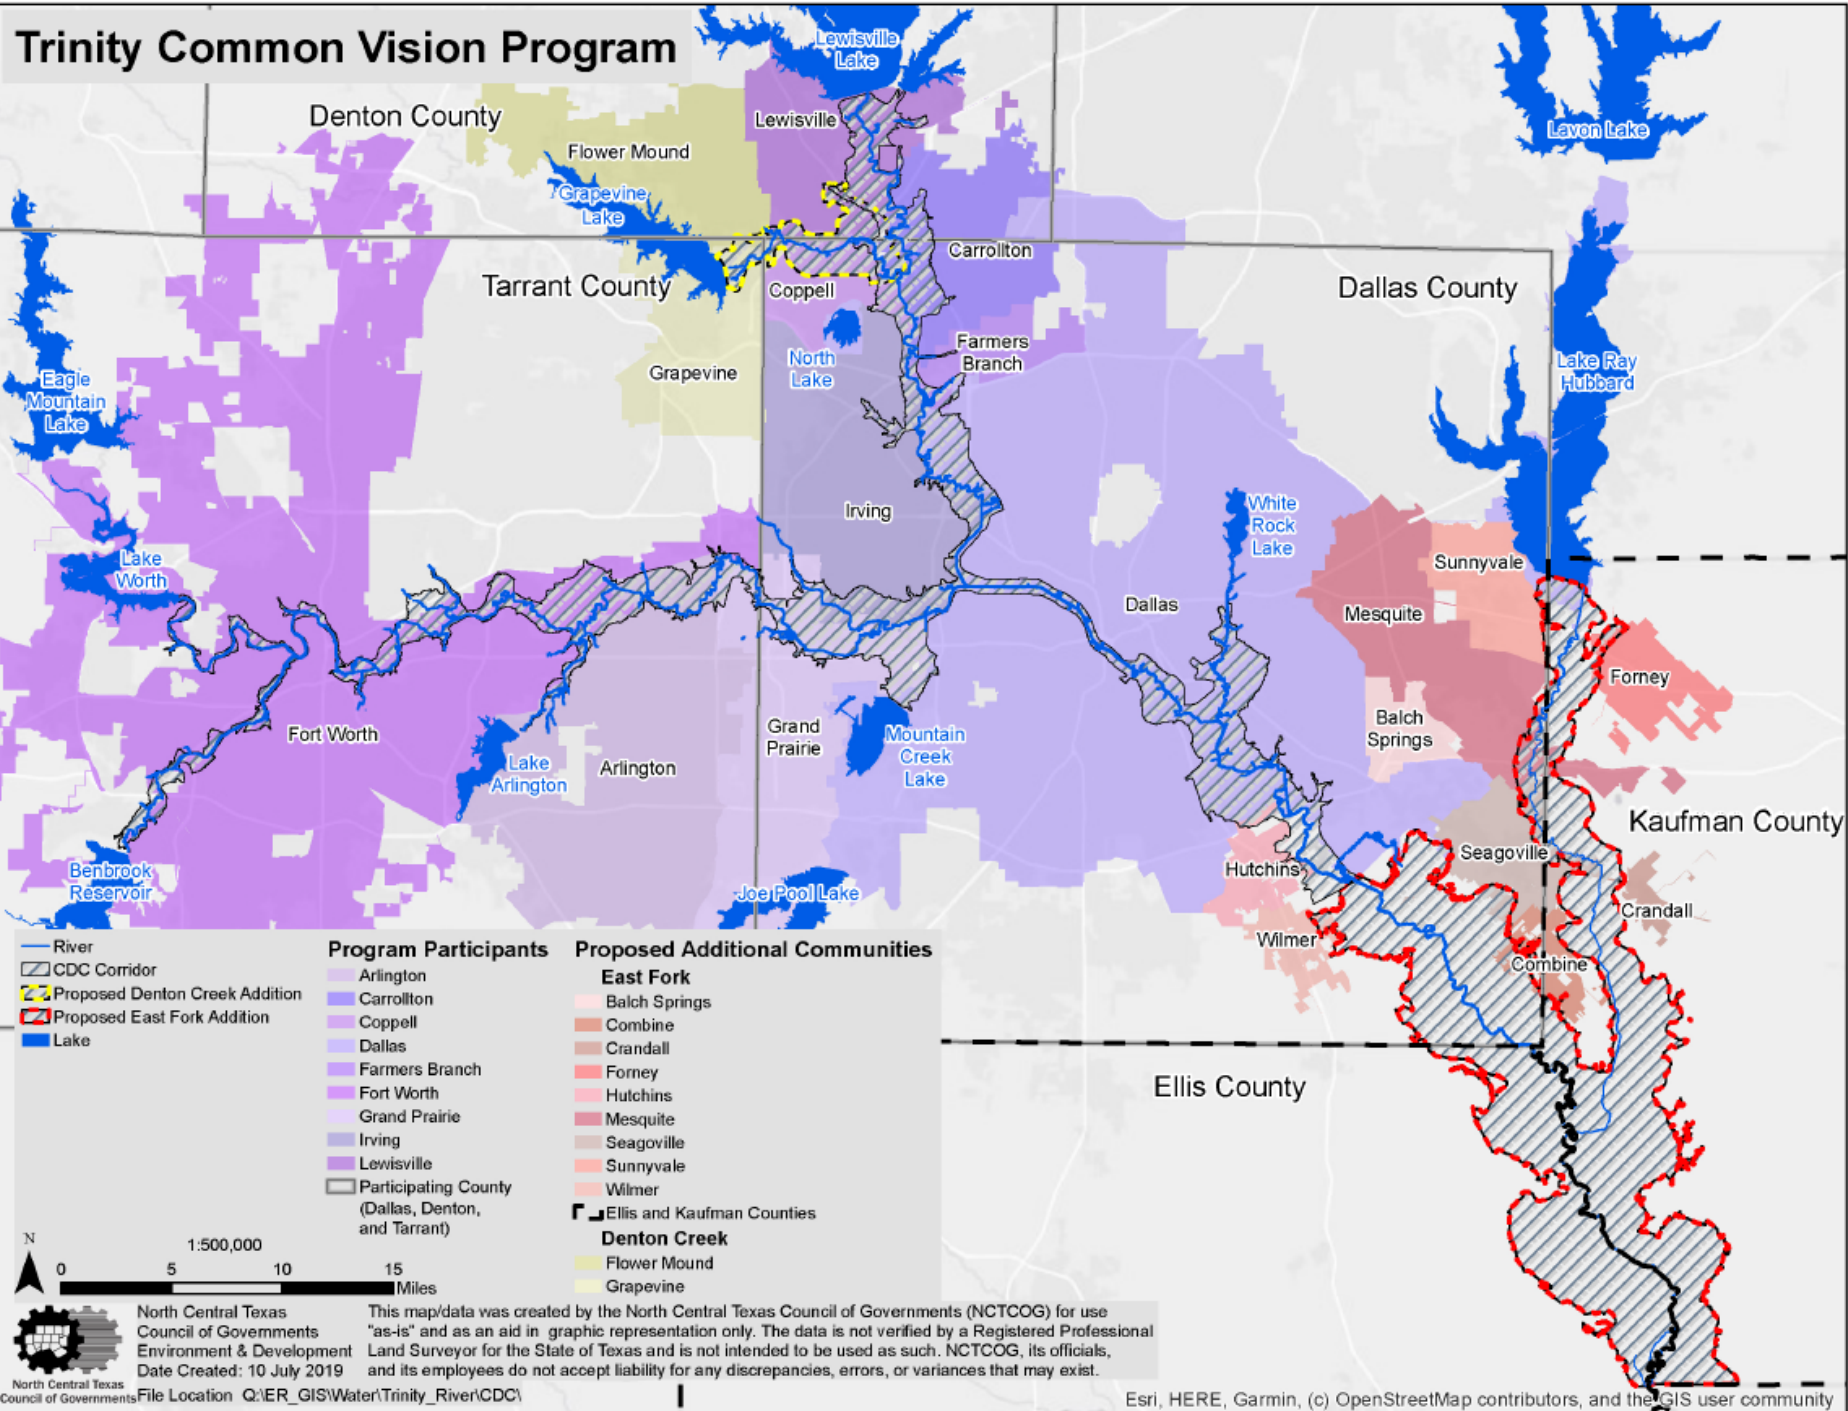 Trinity Common Vision Program
Lewisville
Lake
Denton County
Lewisville
Lavon Lake
Flower Mound
Grapevine
Lake
Carrollton
Tarrant County
Coppell
Dallas County
North
Lake
Farmers
Branch
Lake Ray
Hubbard
Grapevine
Eagle
Mountain
Lake
Irving
White
Rock
Lake
Lake
Worth
Sunnyvale
Dallas
Mesquite
Forney
Fort Worth
Grand
Prairie
Balch
Springs
Mountain
Creek
Lake
Lake
Arlington
Arlington
Kaufman County
Seagoville
Benbrook
Reservoir
Hutchins
Joe Pool Lake
Crandall
Wilmer
Combine
Ellis County
River
CDC Corridor
Proposed Denton Creek Addition
Proposed East Fork Addition
Lake
Program Participants
Arlington
Carrollton
Coppell
Dallas
Farmers Branch
Fort Worth
Grand Prairie
Irving
Lewisville
Participating County
(Dallas, Denton,
and Tarrant)
Proposed Additional Communities
East Fork
Balch Springs
Combine
Crandall
Forney
Hutchins
Mesquite
Seagoville
Sunnyvale
Wilmer
Ellis and Kaufman Counties
Denton Creek
Flower Mound
Grapevine
N
1:500,000
0 5 10 15
Miles
North Central Texas
Council of Governments
North Central Texas
Council of Governments
Environment & Development
Date Created: 10 July 2019
File Location Q:\ER_GIS\Water\Trinity_River\CDC\
This map/data was created by the North Central Texas Council of Governments (NCTCOG) for use
"as-is" and as an aid in graphic representation only. The data is not verified by a Registered Professional
Land Surveyor for the State of Texas and is not intended to be used as such. NCTCOG, its officials,
and its employees do not accept liability for any discrepancies, errors, or variances that may exist.
Esri, HERE, Garmin, (c) OpenStreetMap contributors, and the GIS user community